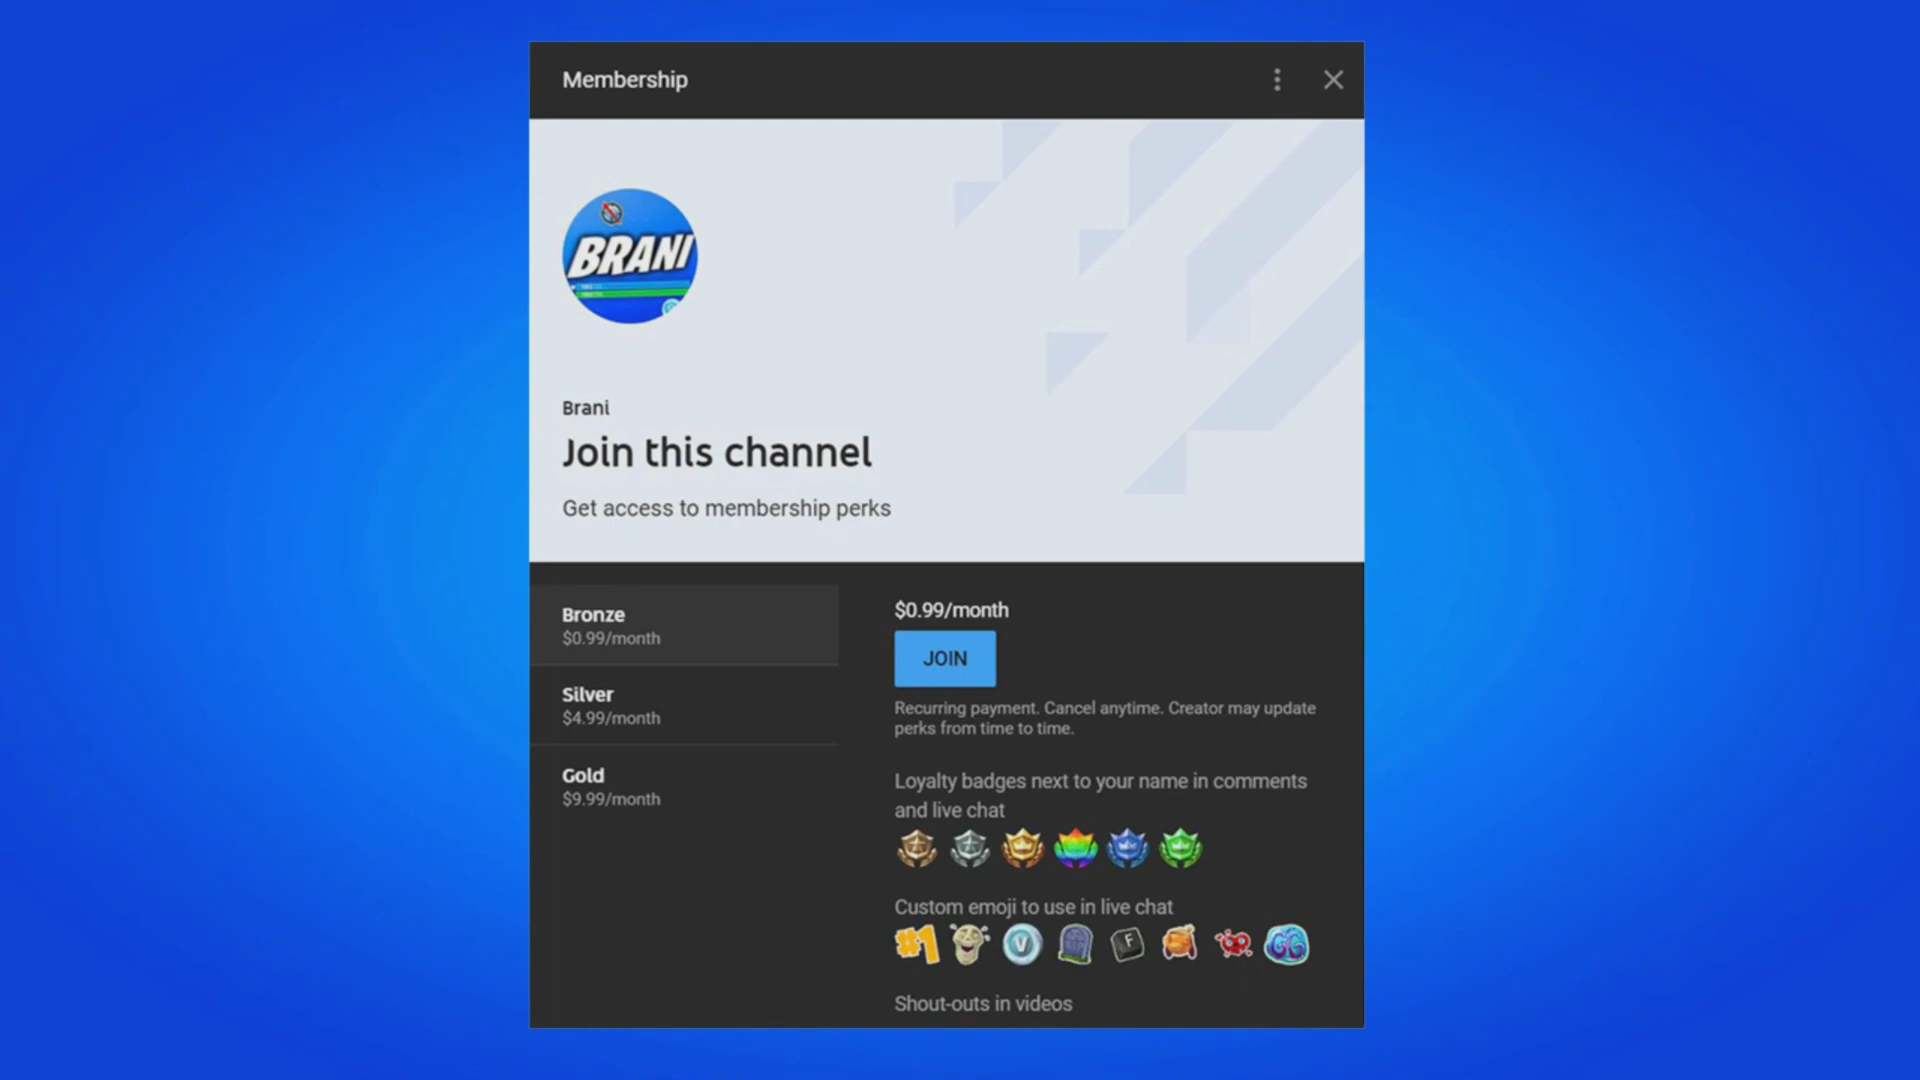 Membership
BRANI
Brani
Join this channel
Get access to membership perks
Bronze
$0.99/month
Silver
$4.99/month
Gold
$9.99/month
$0.99/month
JOIN
Recurring payment. Cancel anytime. Creator may update
perks from time to time.
Loyalty badges next to your name in comments
and live chat
Custom emoji to use in live chat
#1
V
RIP
F
GG
Shout-outs in videos